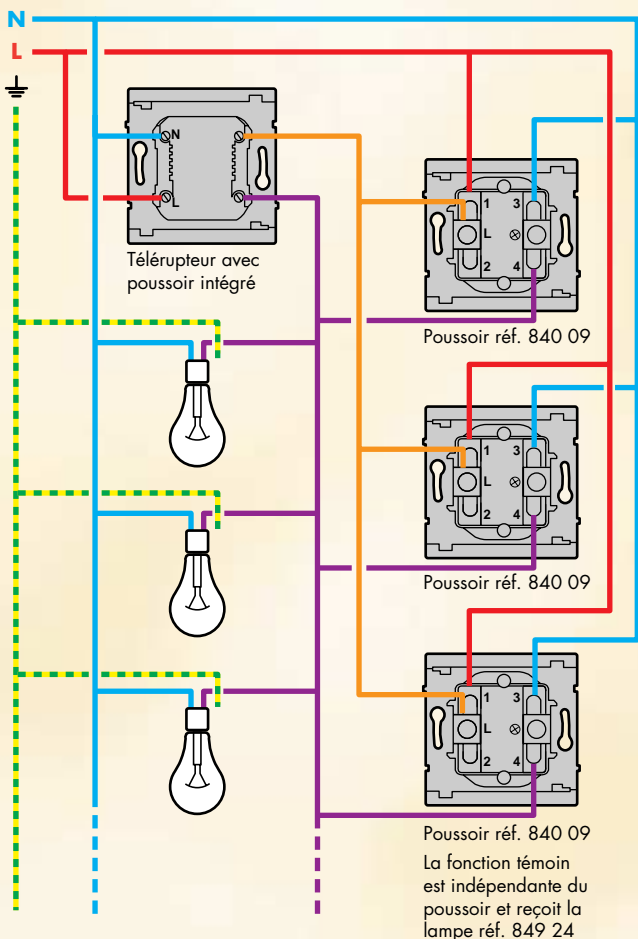 N
L
N
L
Télérupteur avec
poussoir intégré
1 3
L
2 4
Poussoir réf. 840 09
1 3
L
2 4
Poussoir réf. 840 09
1 3
L
2 4
Poussoir réf. 840 09
La fonction témoin
est indépendante du
poussoir et reçoit la
lampe réf. 849 24